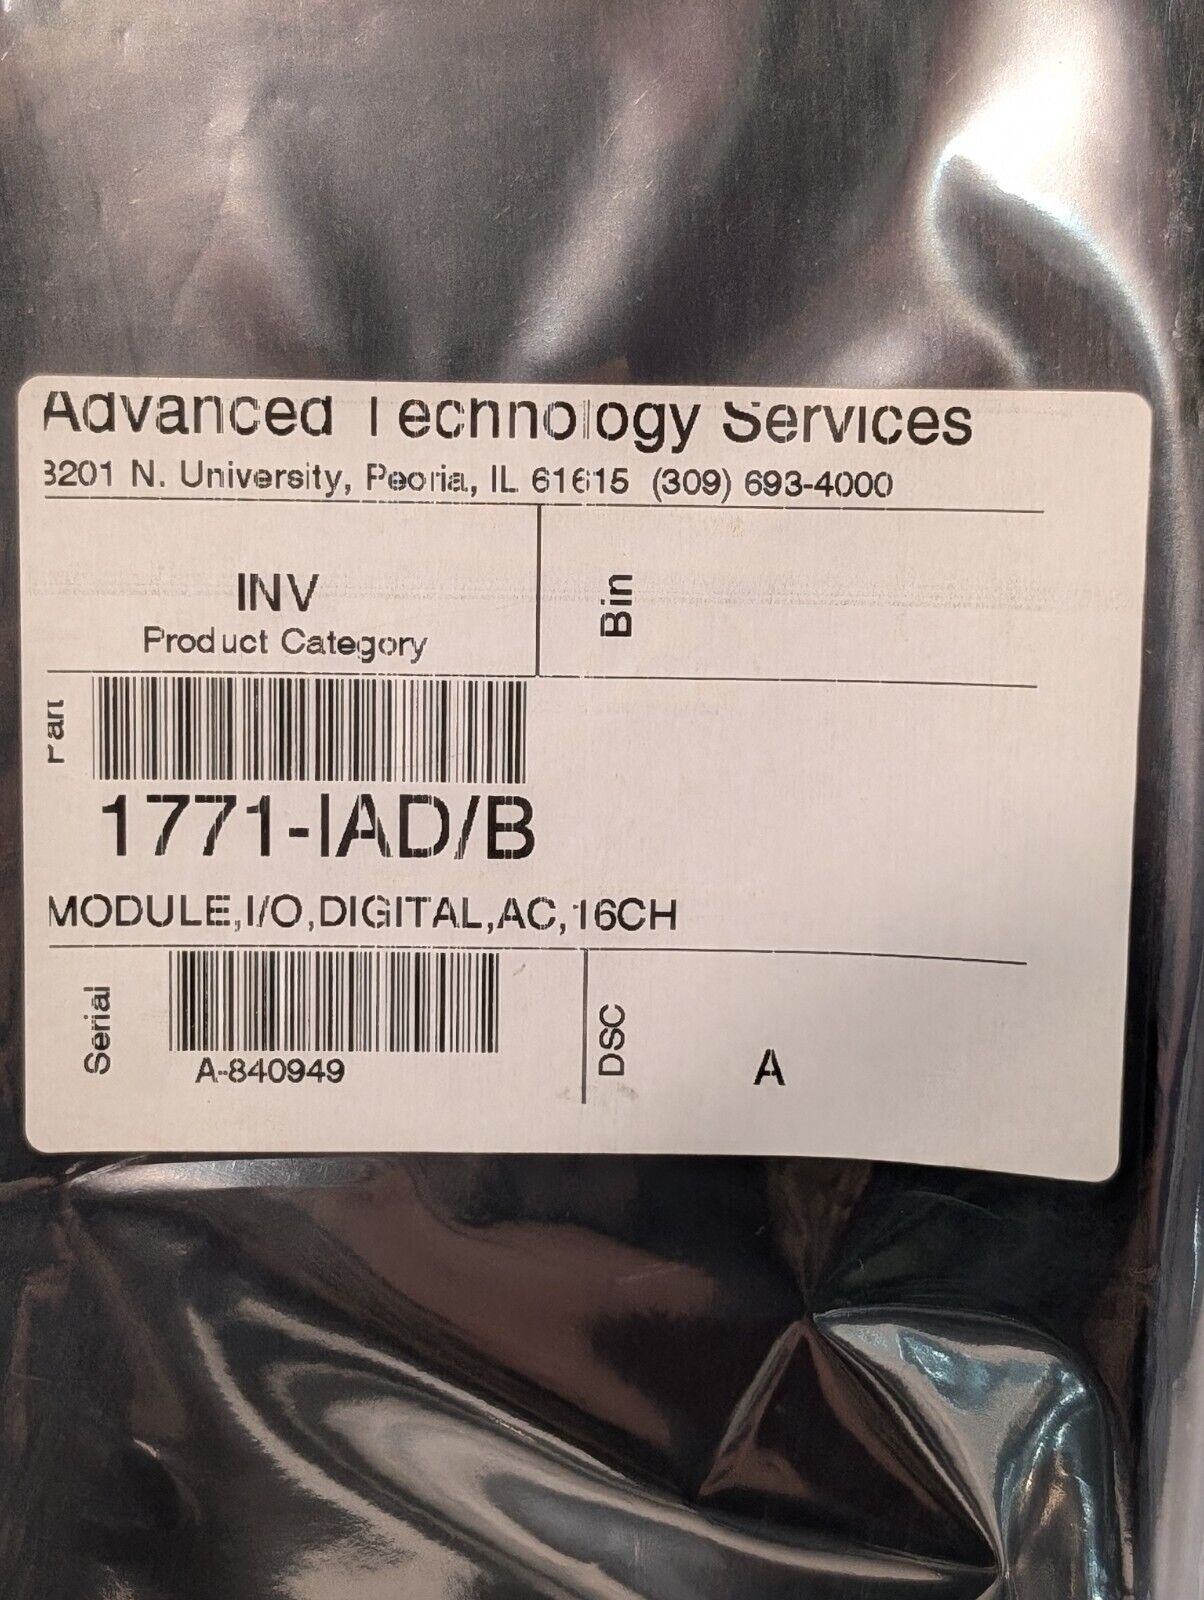 Advanced Technology Services
3201 N. University, Peoria, IL 61615 (309) 693-4000
INV
Product Category
Bin
Part
1771-IAD/B
MODULE,I/O,DIGITAL,AC,16CH
Serial
A-840949
DSC
A